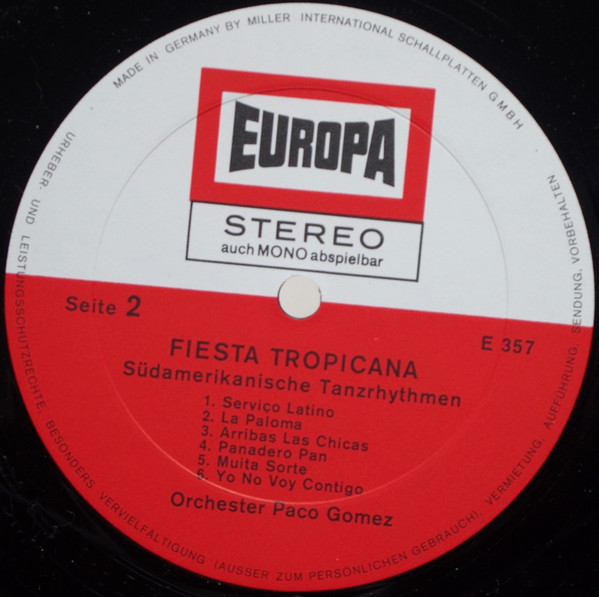 MADE IN GERMANY BY MILLER INTERNATIONAL SCHALLPLATTEN GMBH
EUROPA
STEREO
auch MONO abspielbar
Seite 2
E 357
FIESTA TROPICANA
Südamerikanische Tanzrhythmen
1. Serviço Latino
2. La Paloma
3. Arribas Las Chicas
4. Panadero Pan
5. Muita Sorte
6. Yo No Voy Contigo
Orchester Paco Gomez
URHEBER- UND LEISTUNGSSCHUTZRECHTE, BESONDERS VERVIELFÄLTIGUNG (AUSSER ZUM PERSÖNLICHEN GEBRAUCH), VERMIETUNG, AUFFÜHRUNG, SENDUNG, VORBEHALTEN